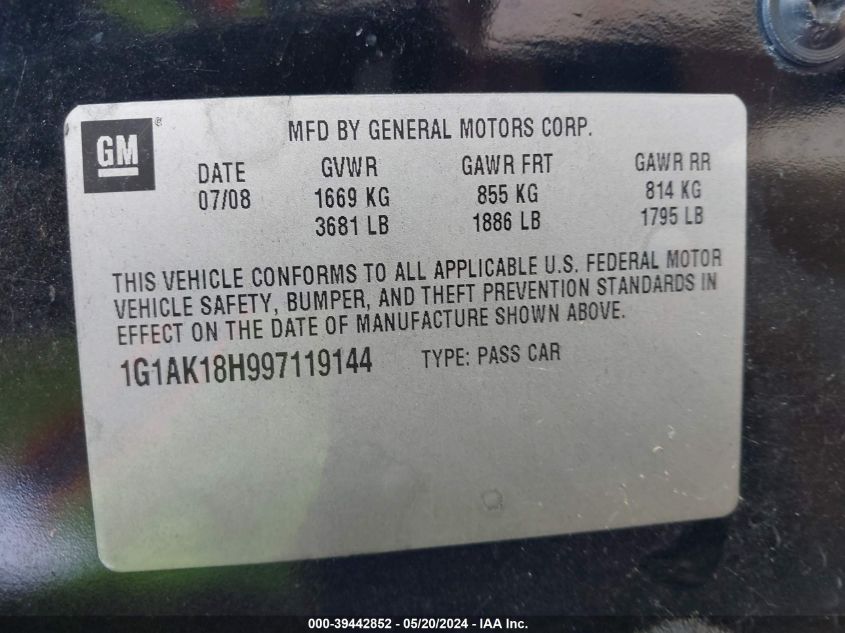 GM ®
MFD BY GENERAL MOTORS CORP.
DATE GVWR GAWR FRT GAWR RR
07/08 1669 KG 855 KG 814 KG
3681 LB 1886 LB 1795 LB
THIS VEHICLE CONFORMS TO ALL APPLICABLE U.S. FEDERAL MOTOR
VEHICLE SAFETY, BUMPER, AND THEFT PREVENTION STANDARDS IN
EFFECT ON THE DATE OF MANUFACTURE SHOWN ABOVE.
1G1AK18H997119144 TYPE: PASS CAR
000-39442852 / 05/20/2024 - IAA Inc.